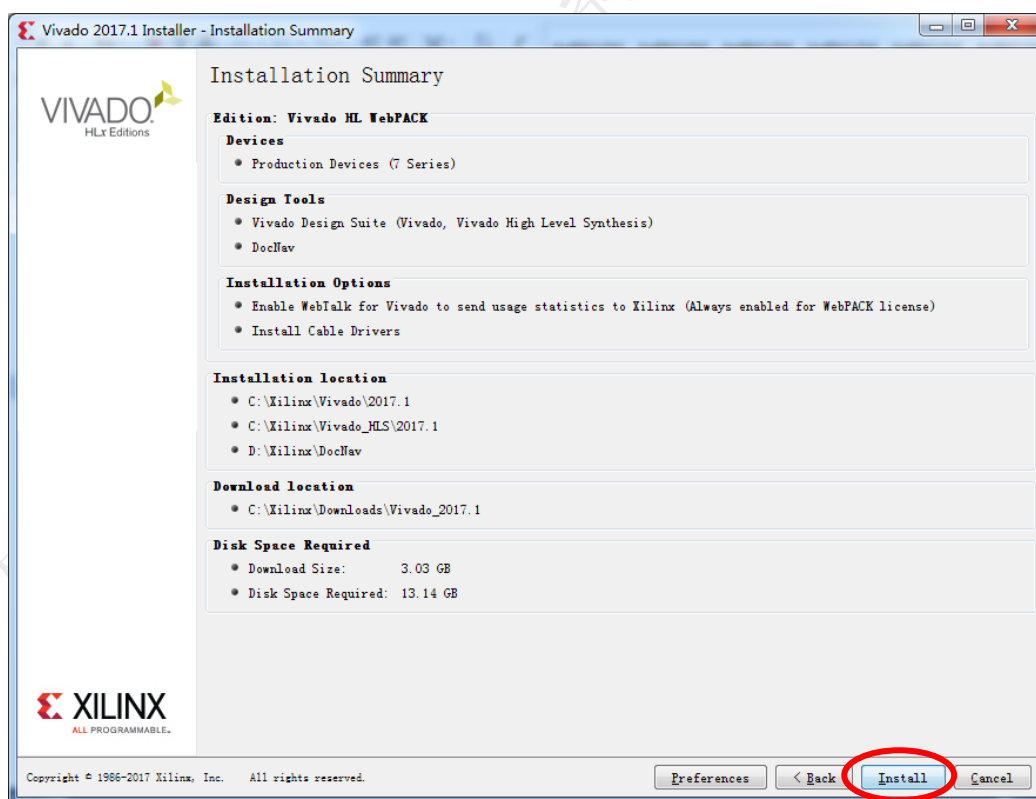 Vivado 2017.1 Installer - Installation Summary
VIVADO.
HLx Editions
Installation Summary
Edition: Vivado HL WebPACK
Devices
Production Devices (7 Series)
Design Tools
Vivado Design Suite (Vivado, Vivado High Level Synthesis)
DocNav
Installation Options
Enable WebTalk for Vivado to send usage statistics to Xilinx (Always enabled for WebPACK license)
Install Cable Drivers
Installation location
C:\Xilinx\Vivado\2017.1
C:\Xilinx\Vivado_HLS\2017.1
D:\Xilinx\DocNav
Download location
C:\Xilinx\Downloads\Vivado_2017.1
Disk Space Required
Download Size: 3.03 GB
Disk Space Required: 13.14 GB
XILINX
ALL PROGRAMMABLE.
Copyright © 1986-2017 Xilinx, Inc. All rights reserved.
Preferences < Back Install Cancel